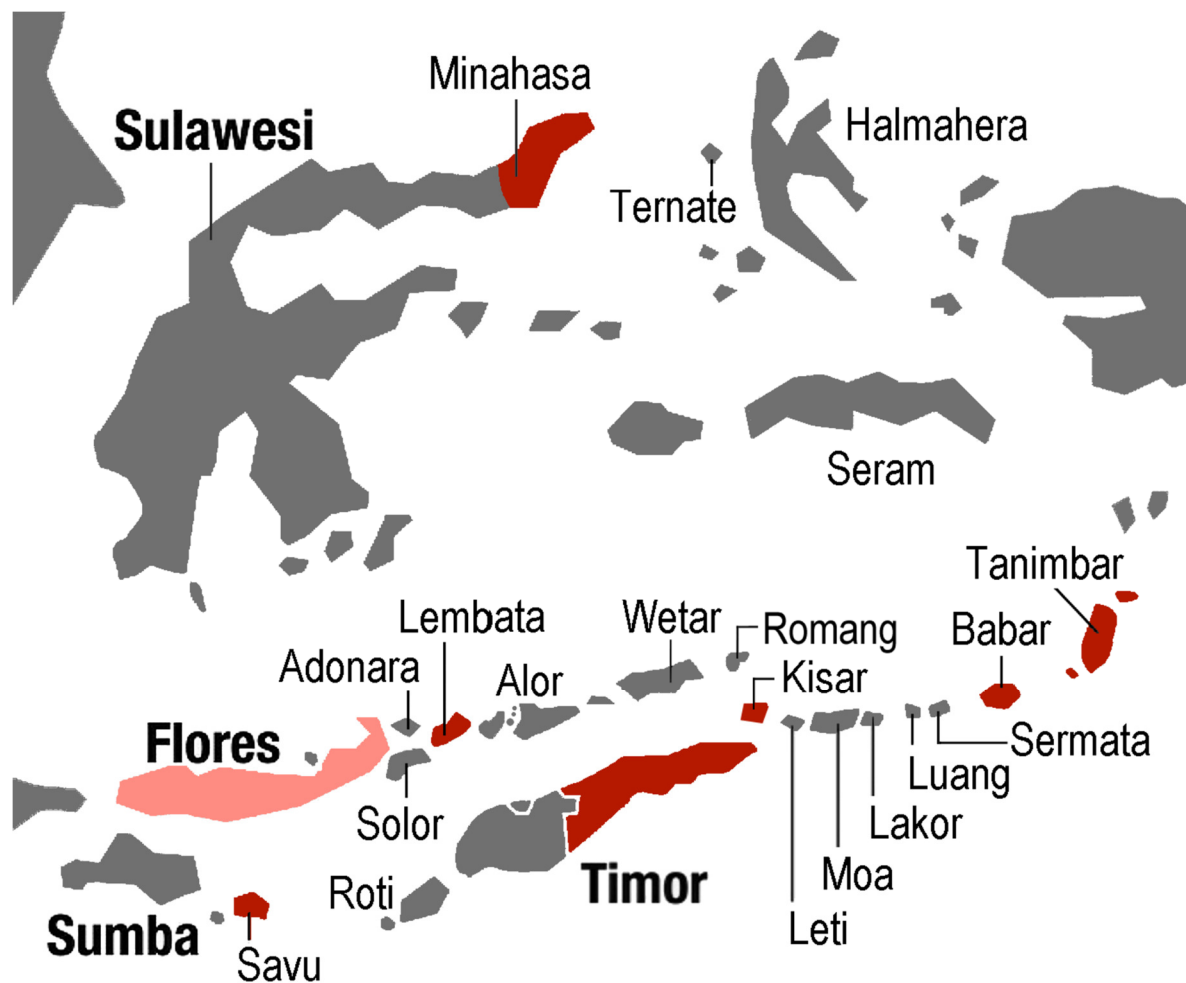 Minahasa
Sulawesi
Halmahera
Ternate
Seram
Tanimbar
Lembata
Wetar
Romang
Babar
Adonara
Alor
Kisar
Flores
Sermata
Luang
Solor
Lakor
Timor
Moa
Roti
Leti
Sumba
Savu